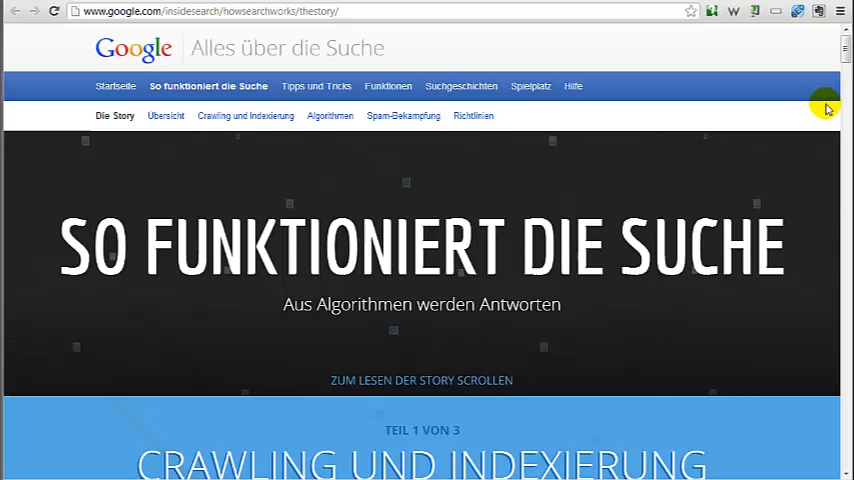 www.google.com/insidesearch/howsearchworks/thestory/
Google Alles über die Suche
Startseite So funktioniert die Suche Tipps und Tricks Funktionen Suchgeschichten Spielplatz Hilfe
Die Story Übersicht Crawling und Indexierung Algorithmen Spam-Bekämpfung Richtlinien
SO FUNKTIONIERT DIE SUCHE
Aus Algorithmen werden Antworten
ZUM LESEN DER STORY SCROLLEN
TEIL 1 VON 3
CRAWLING UND INDEXIERUNG